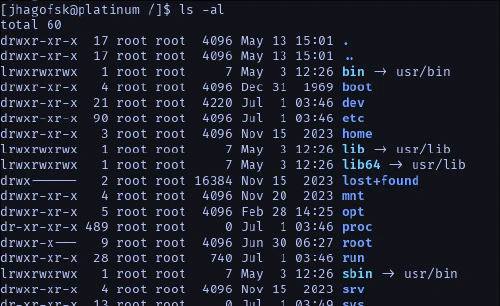 [jhagofsk@platinum /]$ ls -al
total 60
drwxr-xr-x  17 root root  4096 May 13 15:01 .
drwxr-xr-x  17 root root  4096 May 13 15:01 ..
lrwxrwxrwx   1 root root     7 May  3 12:26 bin -> usr/bin
drwxr-xr-x   4 root root  4096 Dec 31  1969 boot
drwxr-xr-x  21 root root  4220 Jul  1 03:46 dev
drwxr-xr-x  90 root root  4096 Jul  1 03:46 etc
drwxr-xr-x   3 root root  4096 Nov 15  2023 home
lrwxrwxrwx   1 root root     7 May  3 12:26 lib -> usr/lib
lrwxrwxrwx   1 root root     7 May  3 12:26 lib64 -> usr/lib
drwx------   2 root root 16384 Nov 15  2023 lost+found
drwxr-xr-x   4 root root  4096 Nov 20  2023 mnt
drwxr-xr-x   5 root root  4096 Feb 28 14:25 opt
dr-xr-xr-x 489 root root     0 Jul  1 03:46 proc
drwxr-x---   9 root root  4096 Jun 30 06:27 root
drwxr-xr-x  28 root root   740 Jul  1 03:46 run
lrwxrwxrwx   1 root root     7 May  3 12:26 sbin -> usr/bin
drwxr-xr-x   4 root root  4096 Nov 15  2023 srv
dr-xr-xr-x  13 root root     0 Jul  1 03:49 sys